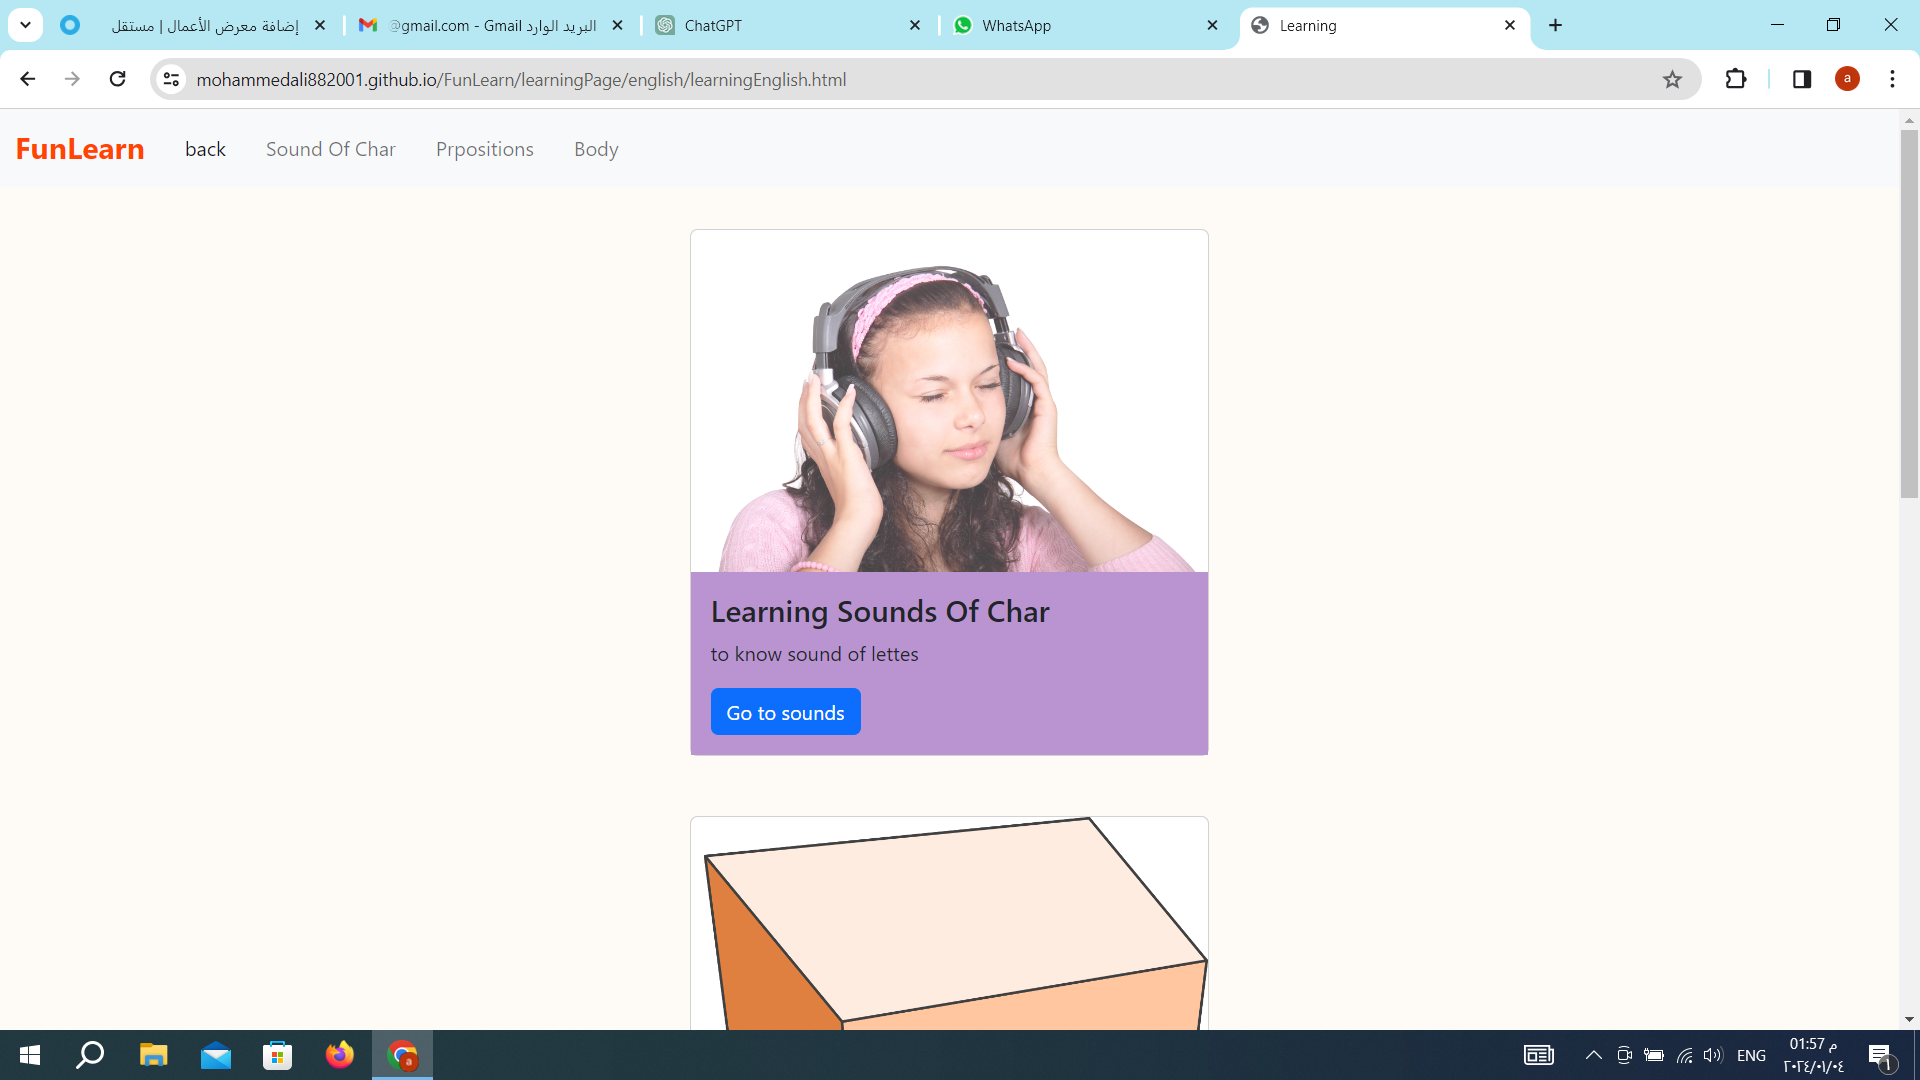 إضافة معرض الأعمال | مستقل
البريد الوارد @gmail.com - Gmail
ChatGPT
WhatsApp
Learning
mohammedali882001.github.io/FunLearn/learningPage/english/learningEnglish.html
a
FunLearn
back
Sound Of Char
Prpositions
Body
Learning Sounds Of Char
to know sound of lettes
Go to sounds
a
ENG
01:57 م
٢٠٢٤/٠١/٠٤
١